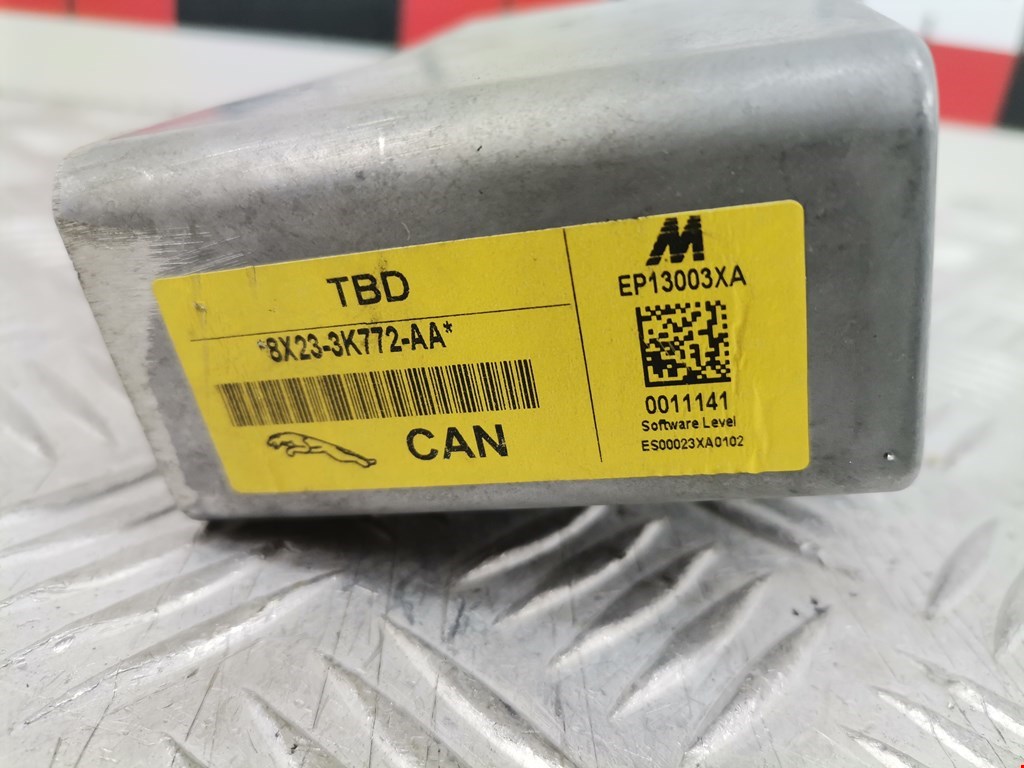 TBD
*8X23-3K772-AA*
CAN
M
EP13003XA
0011141
Software Level
ES00023XA0102